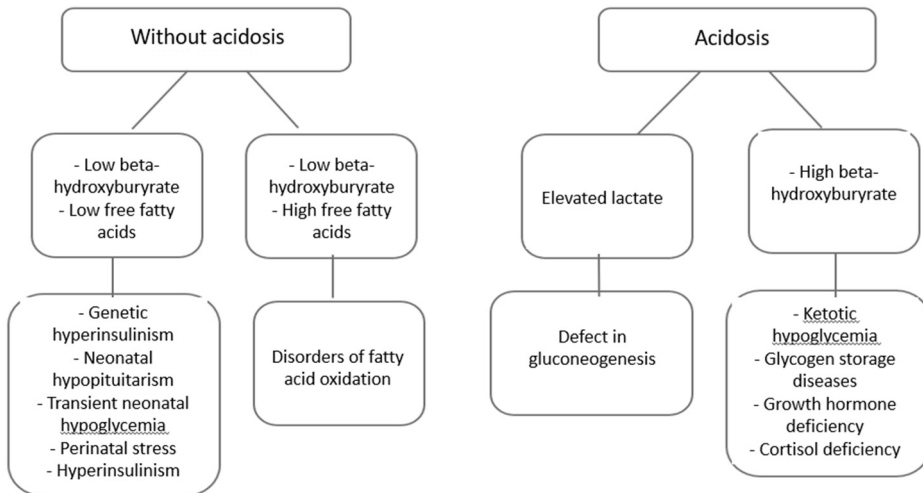 Without acidosis
Acidosis
- Low beta-
hydroxyburyrate
- Low free fatty
acids
- Low beta-
hydroxyburyrate
- High free fatty
acids
Elevated lactate
- High beta-
hydroxyburyrate
- Genetic
hyperinsulinism
- Neonatal
hypopituitarism
- Transient neonatal
hypoglycemia
- Perinatal stress
- Hyperinsulinism
Disorders of fatty
acid oxidation
Defect in
gluconeogenesis
- Ketotic
hypoglycemia
- Glycogen storage
diseases
- Growth hormone
deficiency
- Cortisol deficiency